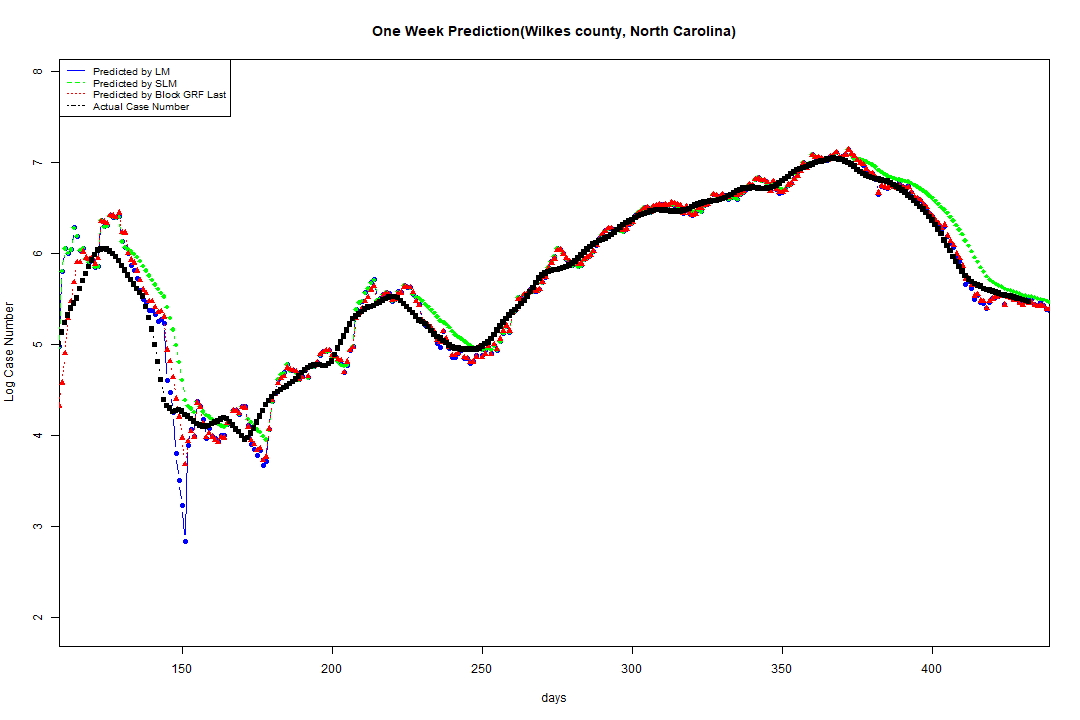 One Week Prediction(Wilkes county, North Carolina)
Predicted by LM
Predicted by SLM
Predicted by Block GRF Last
Actual Case Number
8
7
6
5
4
3
2
Log Case Number
150
200
250
300
350
400
days